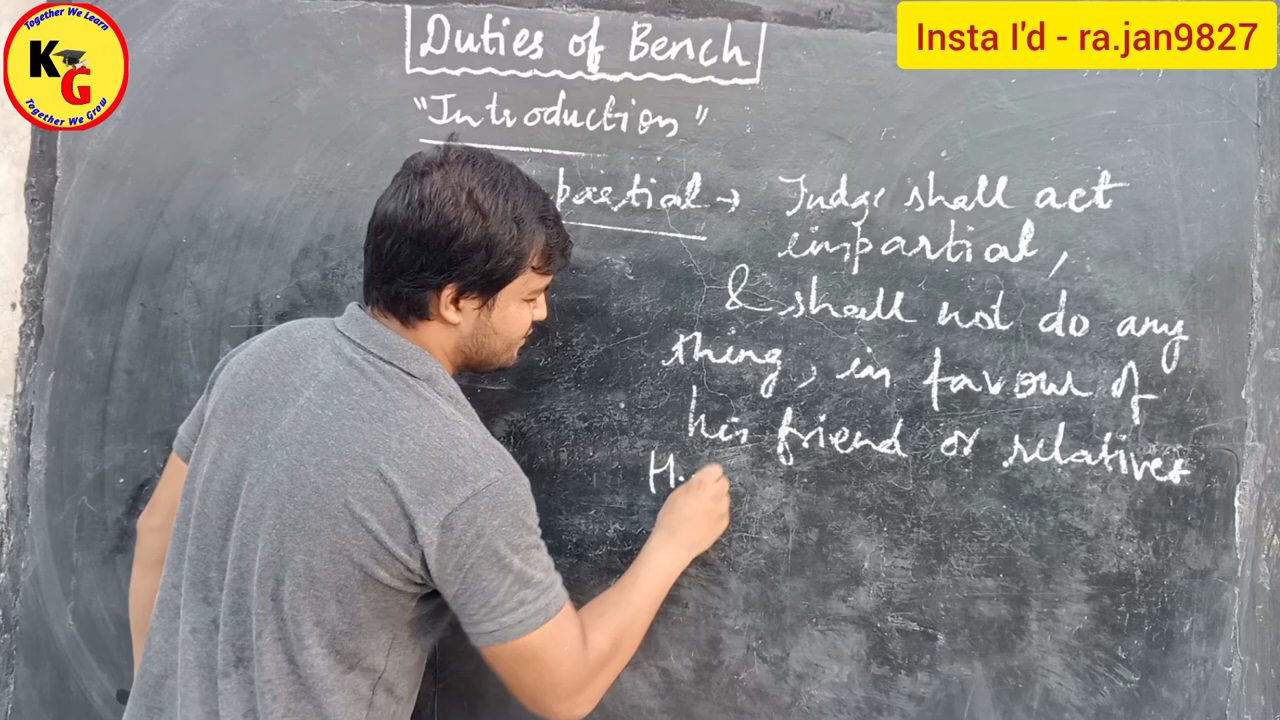 Together We Learn
KG
Together We Grow
Insta I'd - ra.jan9827
Duties of Bench
"Introduction"
partial → Judge shall act
impartial,
& shall not do any
thing, in favour of
his friend or relatives
H.